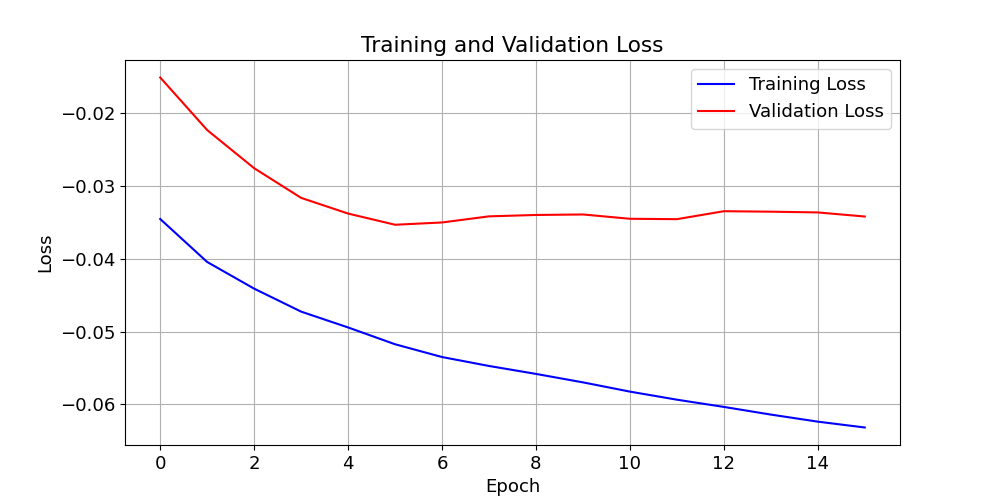 Training and Validation Loss
Training Loss
Validation Loss
−0.02
−0.03
−0.04
−0.05
−0.06
Loss
0 2 4 6 8 10 12 14
Epoch